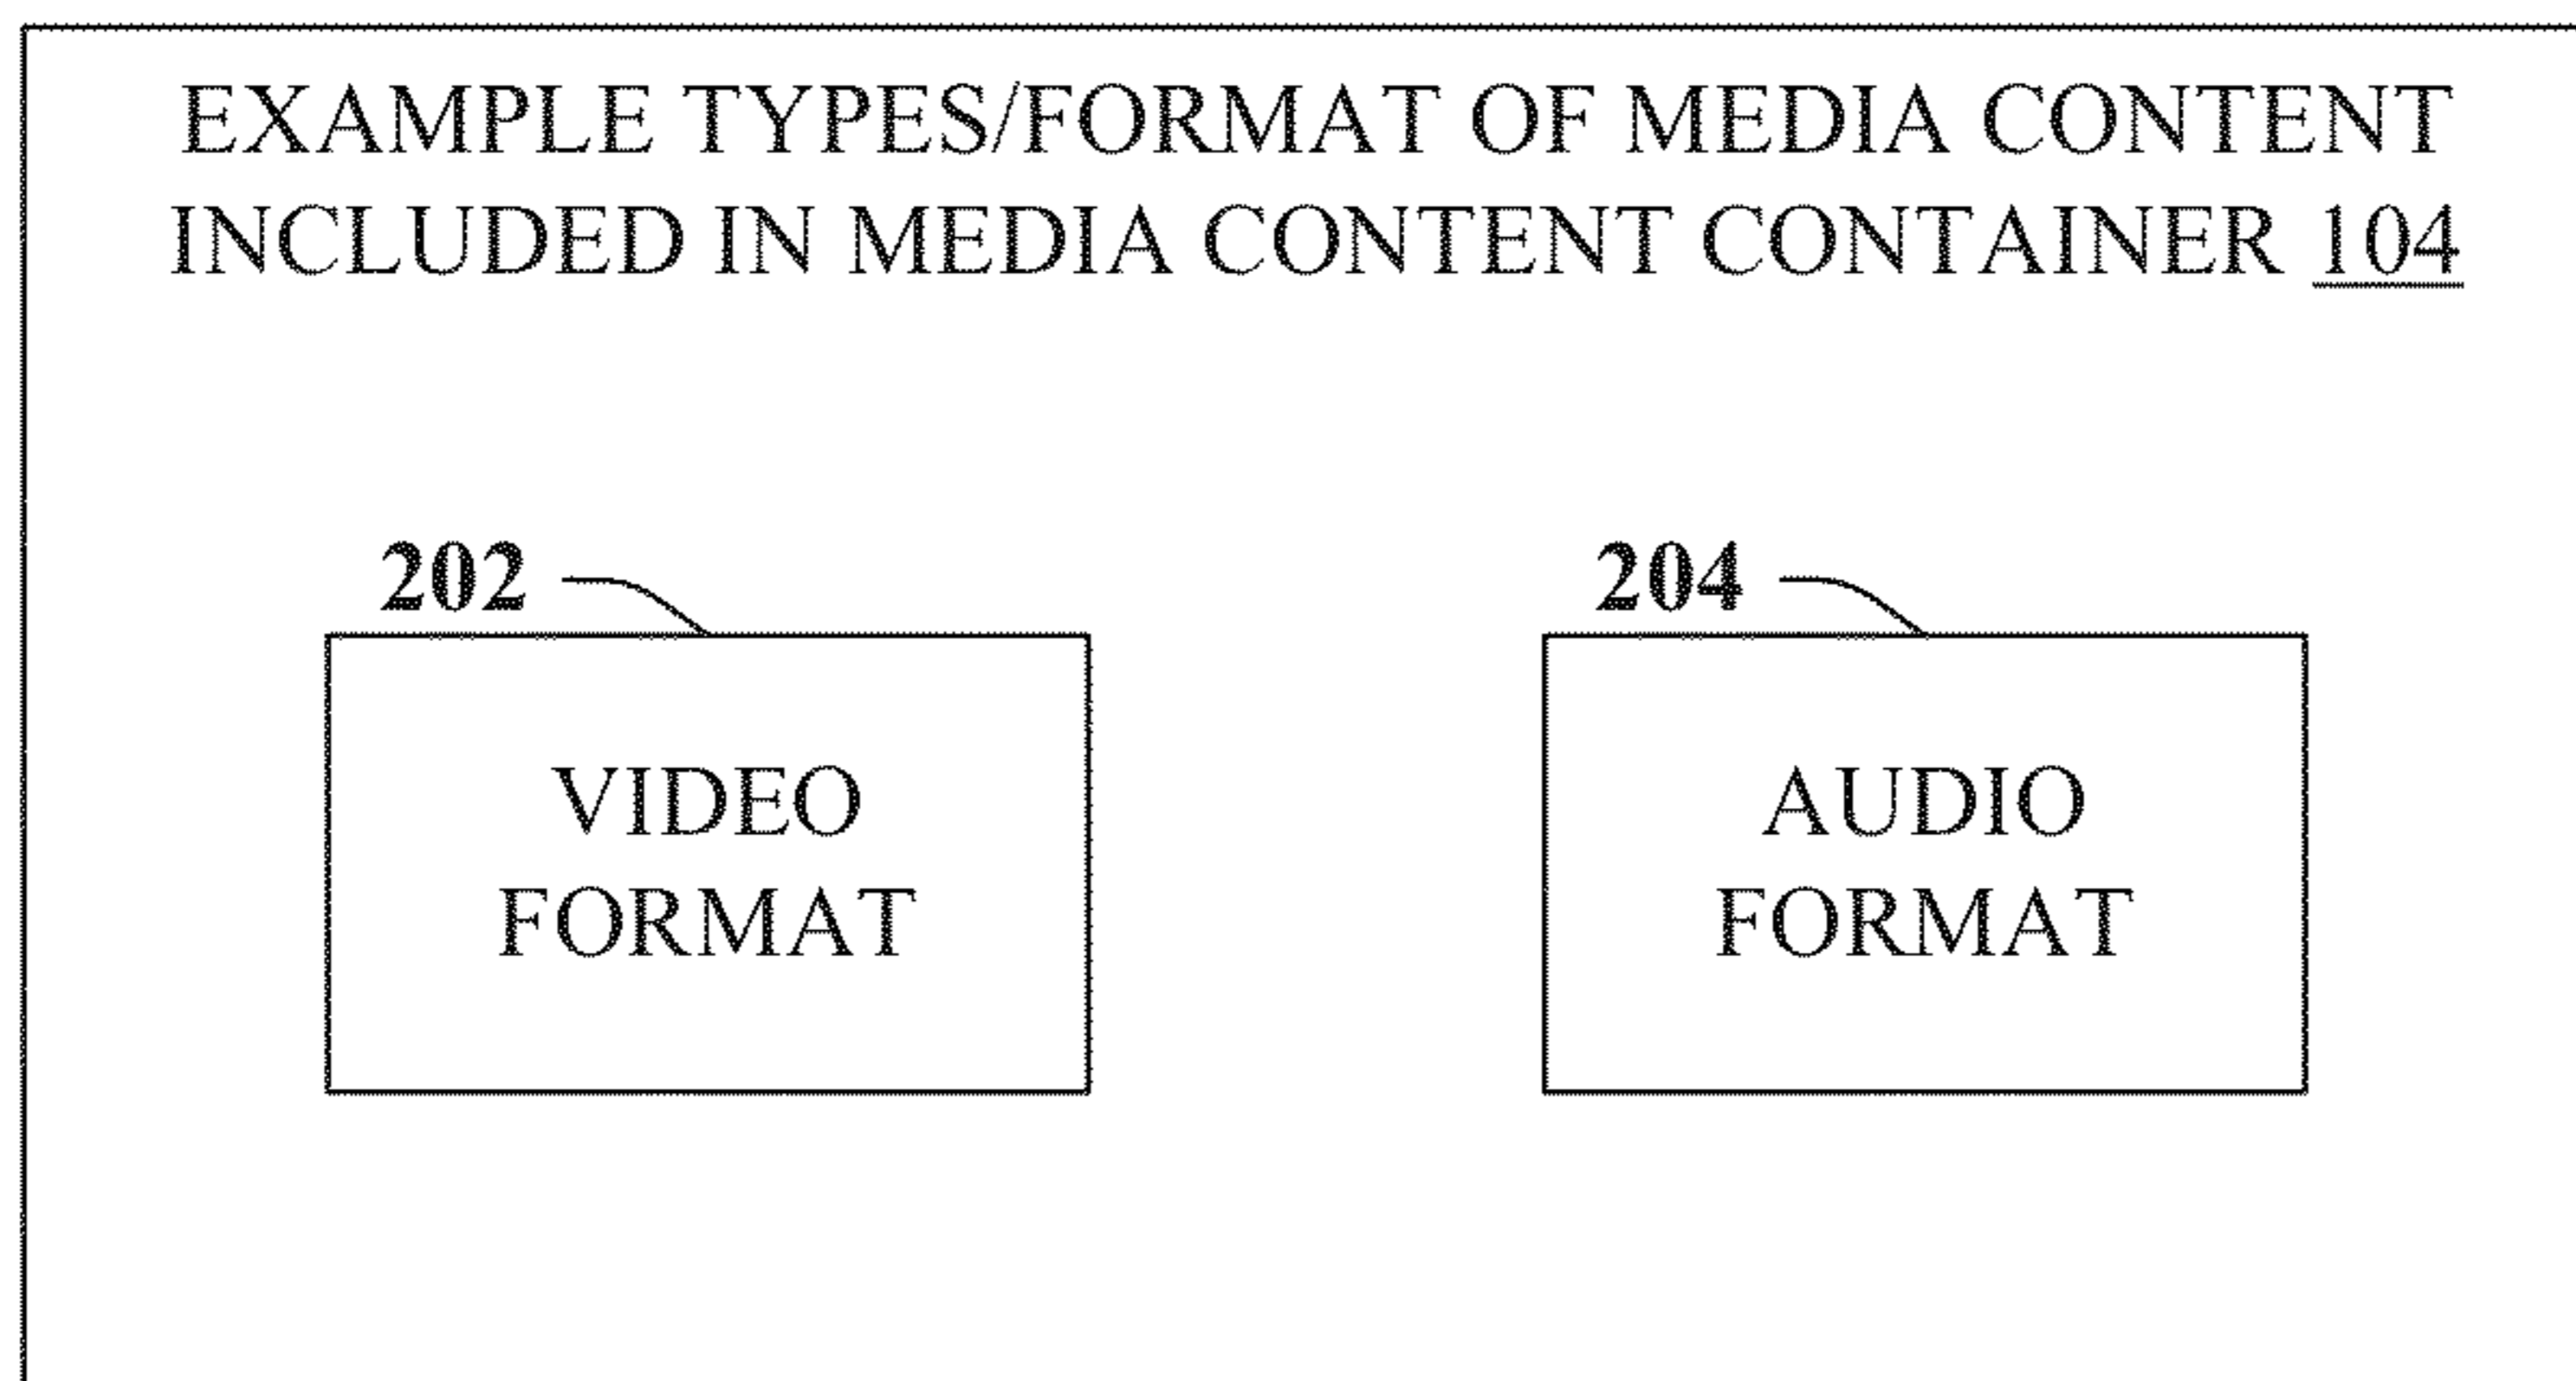 EXAMPLE TYPES/FORMAT OF MEDIA CONTENT
INCLUDED IN MEDIA CONTENT CONTAINER 104
202
VIDEO
FORMAT
204
AUDIO
FORMAT